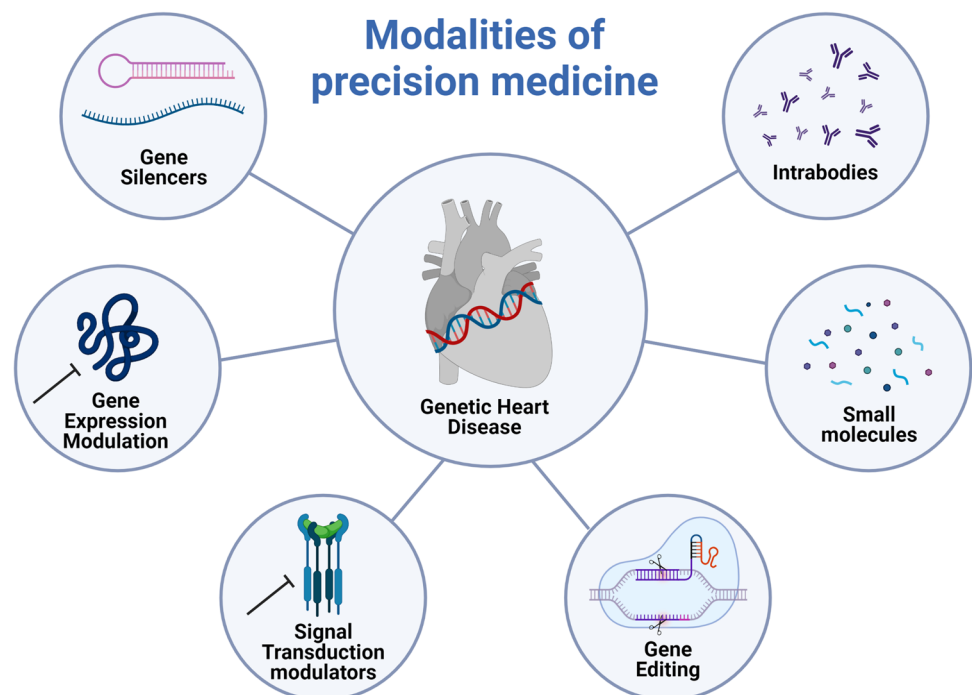 Modalities of
precision medicine
Gene
Silencers
Intrabodies
Genetic Heart
Disease
Gene
Expression
Modulation
Small
molecules
Signal
Transduction
modulators
Gene
Editing